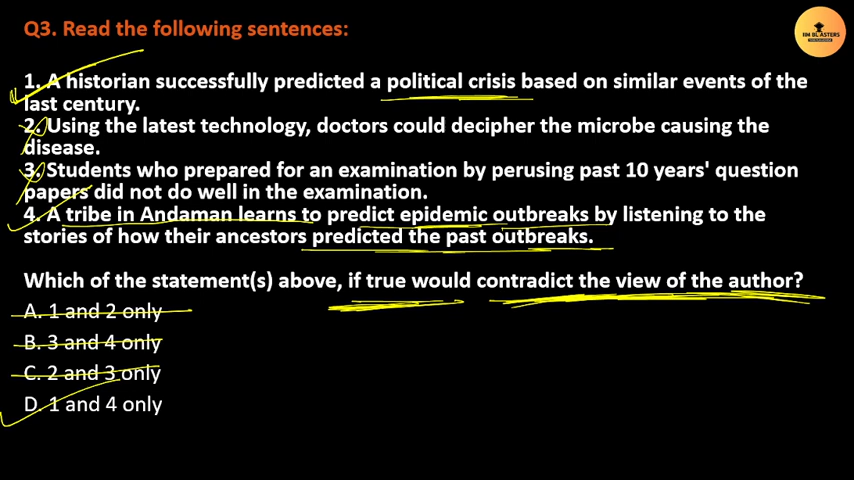 Q3. Read the following sentences:
IIM BL ASTERS
1. A historian successfully predicted a political crisis based on similar events of the
last century.
2. Using the latest technology, doctors could decipher the microbe causing the
disease.
3. Students who prepared for an examination by perusing past 10 years' question
papers did not do well in the examination.
4. A tribe in Andaman learns to predict epidemic outbreaks by listening to the
stories of how their ancestors predicted the past outbreaks.
Which of the statement(s) above, if true would contradict the view of the author?
A. 1 and 2 only
B. 3 and 4 only
C. 2 and 3 only
D. 1 and 4 only